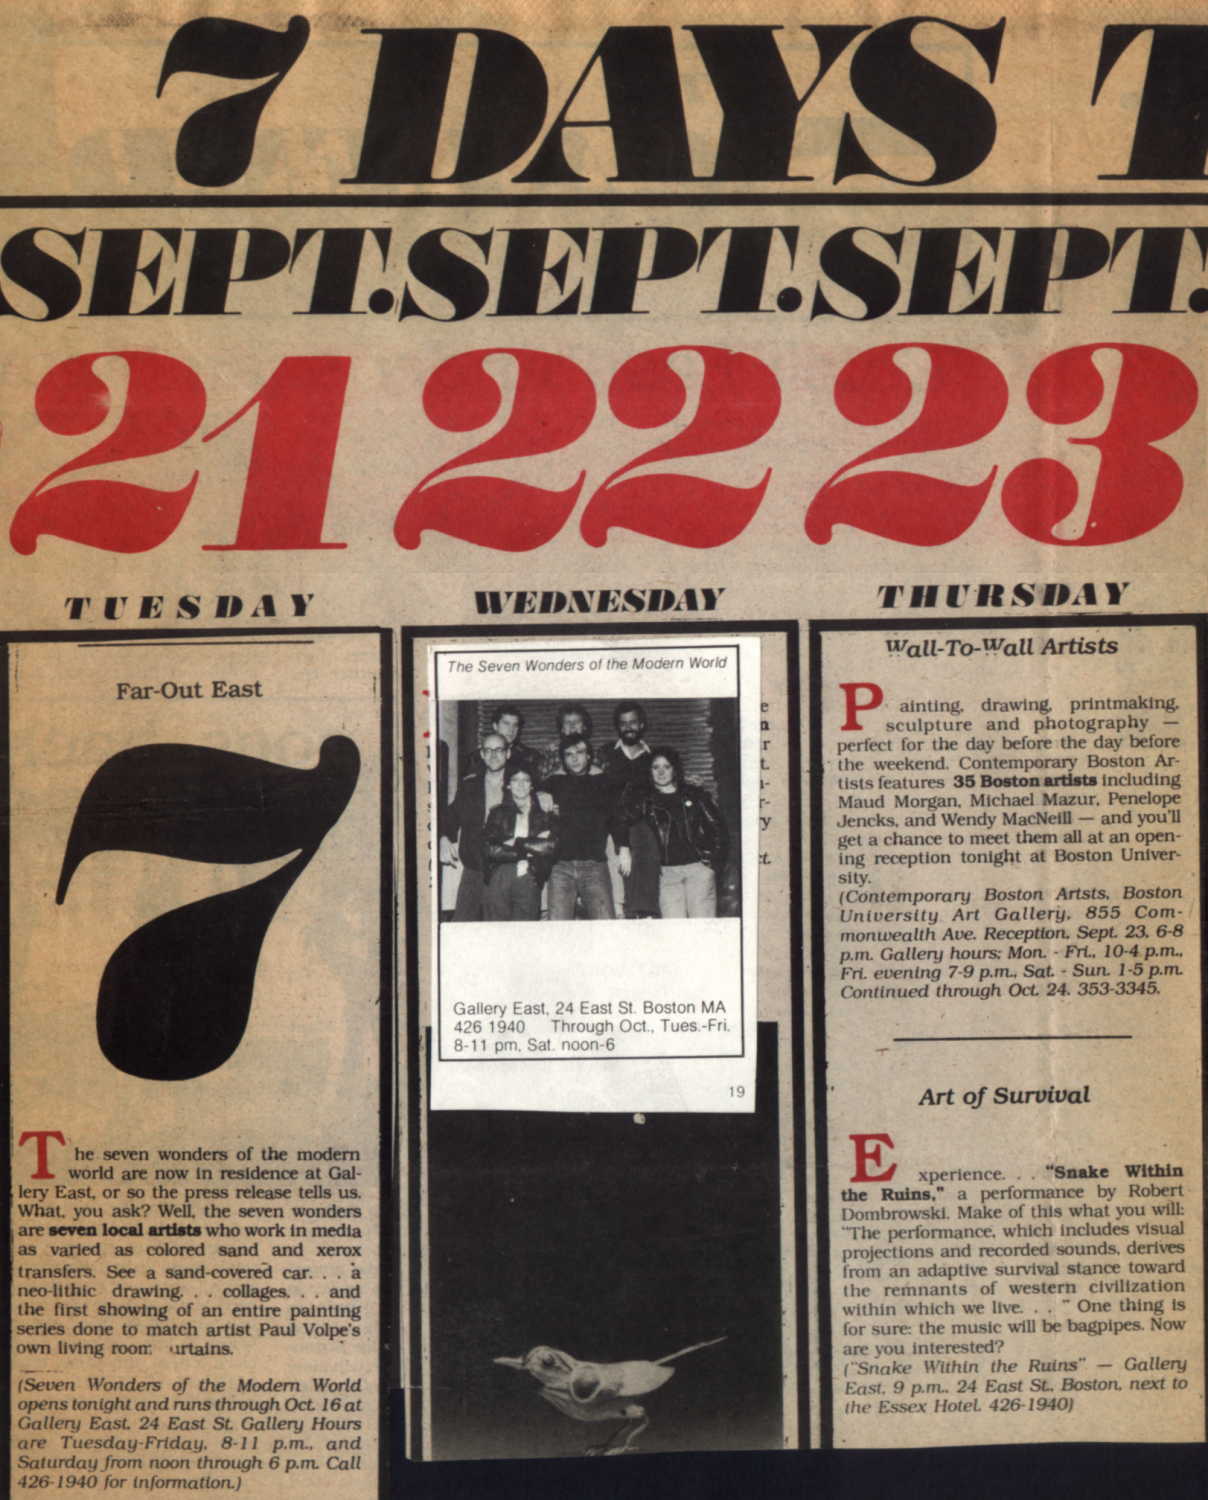 7 DAYS T
SEPT. SEPT. SEPT.
21 22 23
TUESDAY
Far-Out East
7
The seven wonders of the modern
world are now in residence at Gal-
lery East, or so the press release tells us.
What, you ask? Well, the seven wonders
are seven local artists who work in media
as varied as colored sand and xerox
transfers. See a sand-covered car. . . a
neo-lithic drawing. . . collages. . . and
the first showing of an entire painting
series done to match artist Paul Volpe's
own living room urtains.
(Seven Wonders of the Modern World
opens tonight and runs through Oct. 16 at
Gallery East, 24 East St. Gallery Hours
are Tuesday-Friday, 8-11 p.m., and
Saturday from noon through 6 p.m. Call
426-1940 for information.)
WEDNESDAY
The Seven Wonders of the Modern World
Gallery East, 24 East St. Boston MA
426 1940 Through Oct., Tues.-Fri.
8-11 pm, Sat. noon-6
19
THURSDAY
Wall-To-Wall Artists
Painting, drawing, printmaking,
sculpture and photography —
perfect for the day before the day before
the weekend. Contemporary Boston Ar-
tists features 35 Boston artists including
Maud Morgan, Michael Mazur, Penelope
Jencks, and Wendy MacNeill — and you'll
get a chance to meet them all at an open-
ing reception tonight at Boston Univer-
sity.
(Contemporary Boston Artsts, Boston
University Art Gallery, 855 Com-
monwealth Ave. Reception, Sept. 23, 6-8
p.m. Gallery hours: Mon. - Fri., 10-4 p.m.,
Fri. evening 7-9 p.m., Sat. - Sun. 1-5 p.m.
Continued through Oct. 24. 353-3345.
Art of Survival
Experience. . . "Snake Within
the Ruins," a performance by Robert
Dombrowski. Make of this what you will:
"The performance, which includes visual
projections and recorded sounds, derives
from an adaptive survival stance toward
the remnants of western civilization
within which we live. . . " One thing is
for sure: the music will be bagpipes. Now
are you interested?
("Snake Within the Ruins" — Gallery
East, 9 p.m., 24 East St., Boston, next to
the Essex Hotel. 426-1940)